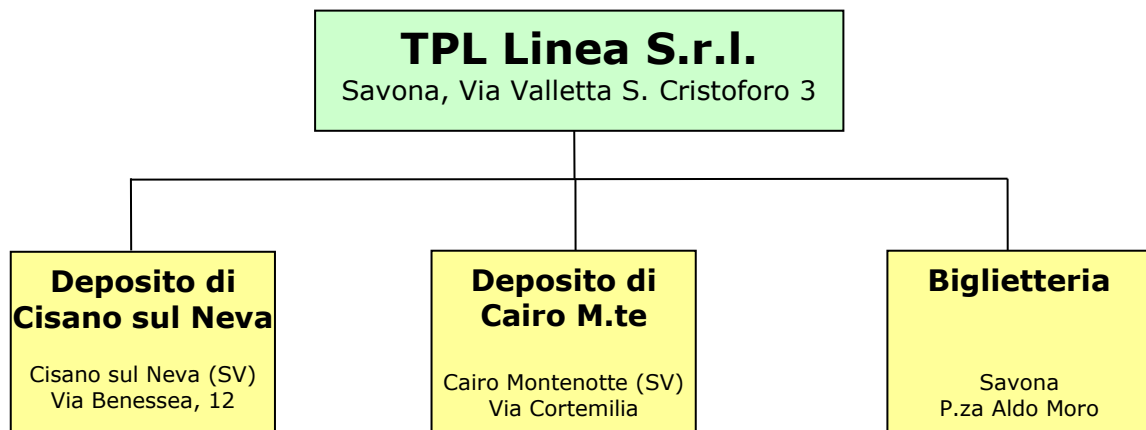 TPL Linea S.r.l.
Savona, Via Valletta S. Cristoforo 3
Deposito di
Cisano sul Neva
Cisano sul Neva (SV)
Via Benessea, 12
Deposito di
Cairo M.te
Cairo Montenotte (SV)
Via Cortemilia
Biglietteria
Savona
P.za Aldo Moro